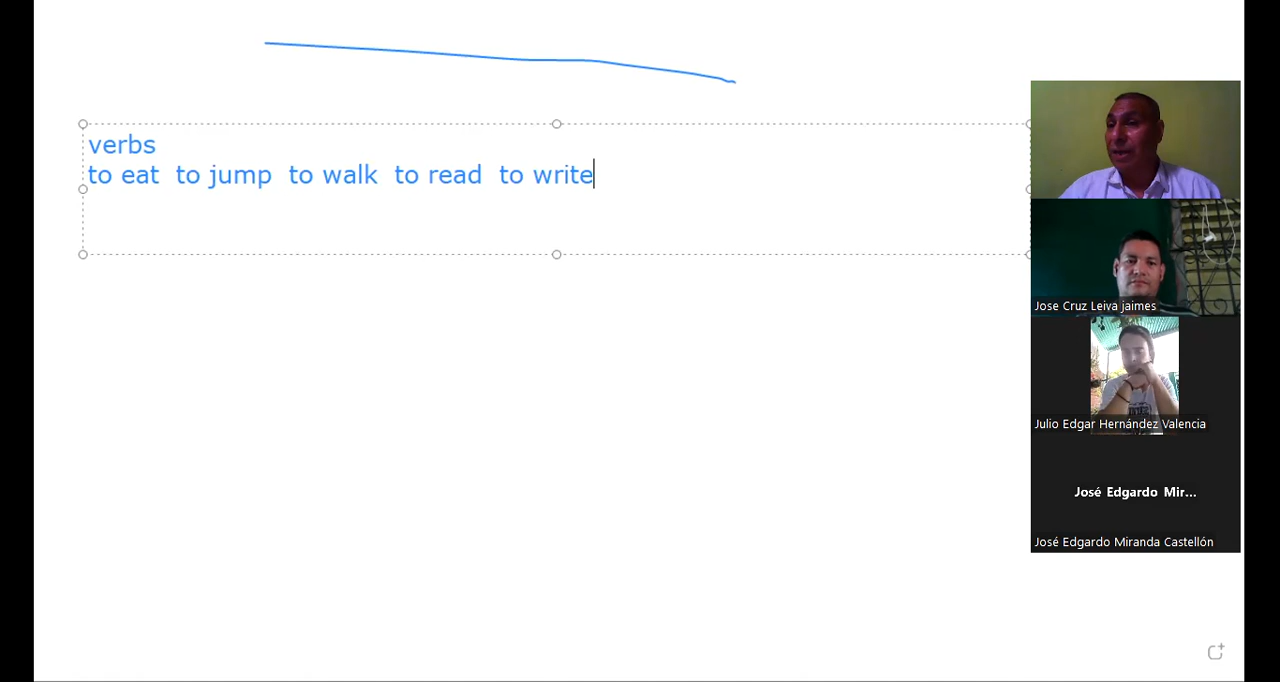 verbs
to eat to jump to walk to read to write
Jose Cruz Leiva jaimes
Julio Edgar Hernández Valencia
José Edgardo Mir...
José Edgardo Miranda Castellón